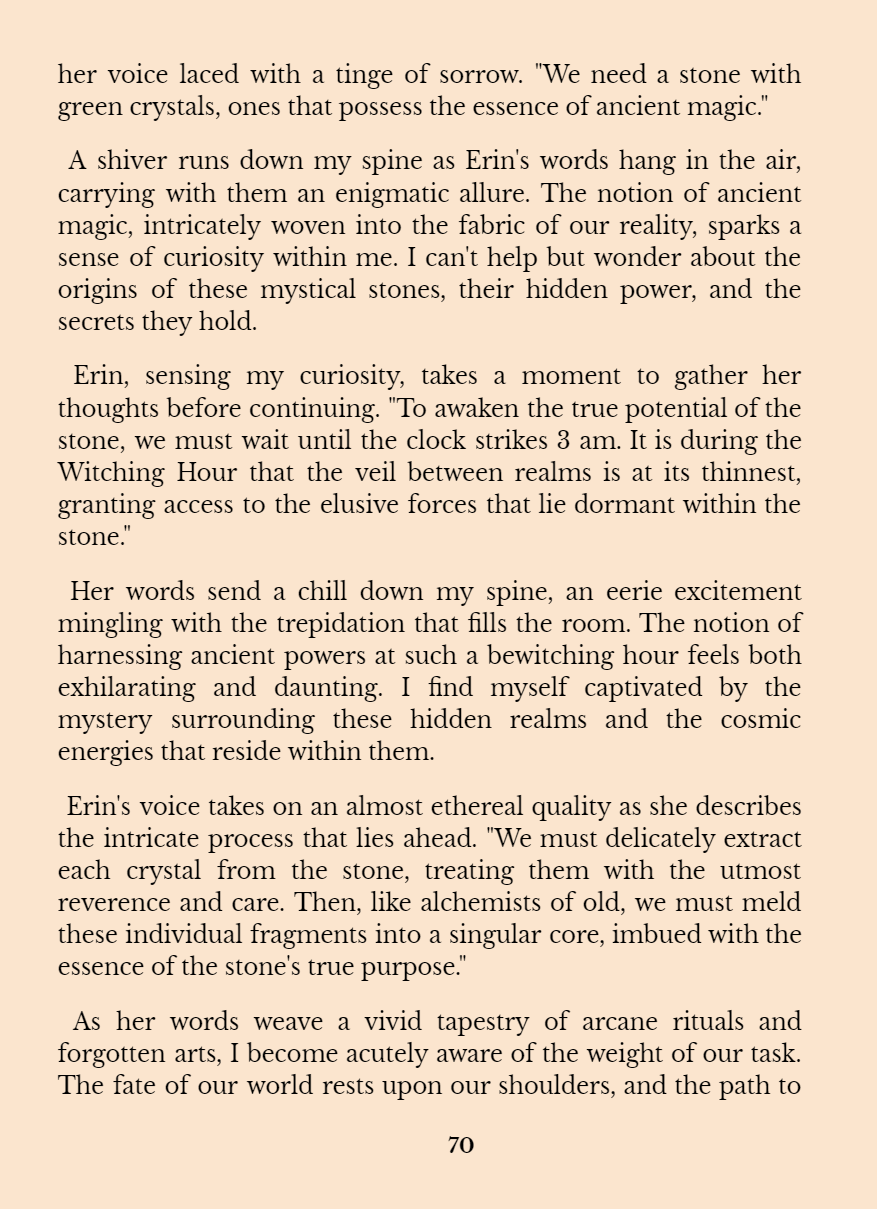 her voice laced with a tinge of sorrow. "We need a stone with
green crystals, ones that possess the essence of ancient magic."
A shiver runs down my spine as Erin's words hang in the air,
carrying with them an enigmatic allure. The notion of ancient
magic, intricately woven into the fabric of our reality, sparks a
sense of curiosity within me. I can't help but wonder about the
origins of these mystical stones, their hidden power, and the
secrets they hold.
Erin, sensing my curiosity, takes a moment to gather her
thoughts before continuing. "To awaken the true potential of the
stone, we must wait until the clock strikes 3 am. It is during the
Witching Hour that the veil between realms is at its thinnest,
granting access to the elusive forces that lie dormant within the
stone."
Her words send a chill down my spine, an eerie excitement
mingling with the trepidation that fills the room. The notion of
harnessing ancient powers at such a bewitching hour feels both
exhilarating and daunting. I find myself captivated by the
mystery surrounding these hidden realms and the cosmic
energies that reside within them.
Erin's voice takes on an almost ethereal quality as she describes
the intricate process that lies ahead. "We must delicately extract
each crystal from the stone, treating them with the utmost
reverence and care. Then, like alchemists of old, we must meld
these individual fragments into a singular core, imbued with the
essence of the stone's true purpose."
As her words weave a vivid tapestry of arcane rituals and
forgotten arts, I become acutely aware of the weight of our task.
The fate of our world rests upon our shoulders, and the path to
70